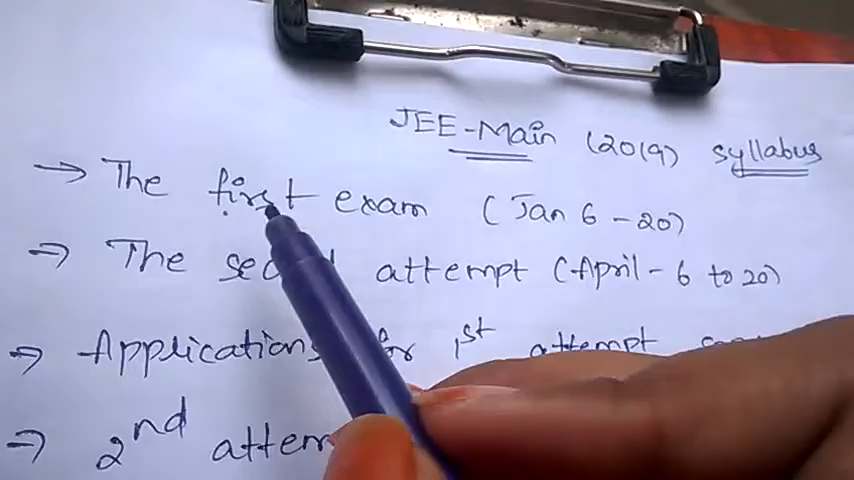 JEE-Main (2019) syllabus
→ The first exam (Jan 6 - 20)
→ The sec attempt (April - 6 to 20)
→ Applications for 1st attempt
→ 2nd